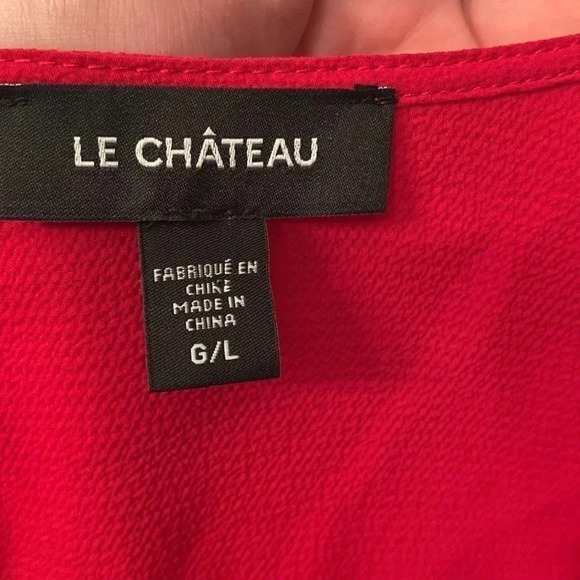 LE CHÂTEAU
FABRIQUÉ EN
CHINE
MADE IN
CHINA
G/L